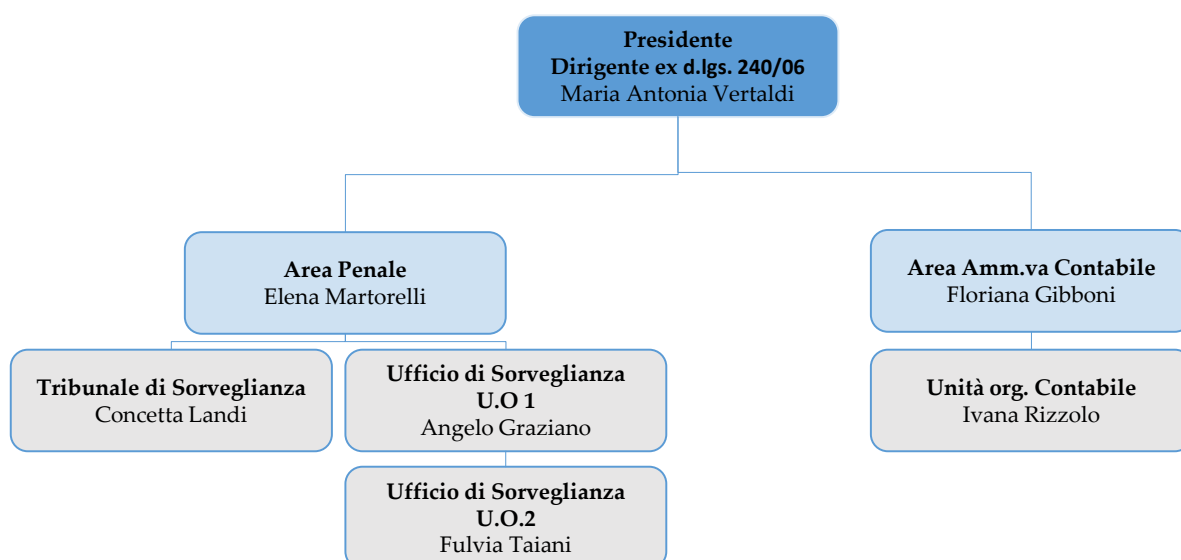 Presidente
Dirigente ex d.lgs. 240/06
Maria Antonia Vertaldi
Area Penale
Elena Martorelli
Area Amm.va Contabile
Floriana Gibboni
Tribunale di Sorveglianza
Concetta Landi
Ufficio di Sorveglianza
U.O 1
Angelo Graziano
Unità org. Contabile
Ivana Rizzolo
Ufficio di Sorveglianza
U.O.2
Fulvia Taiani